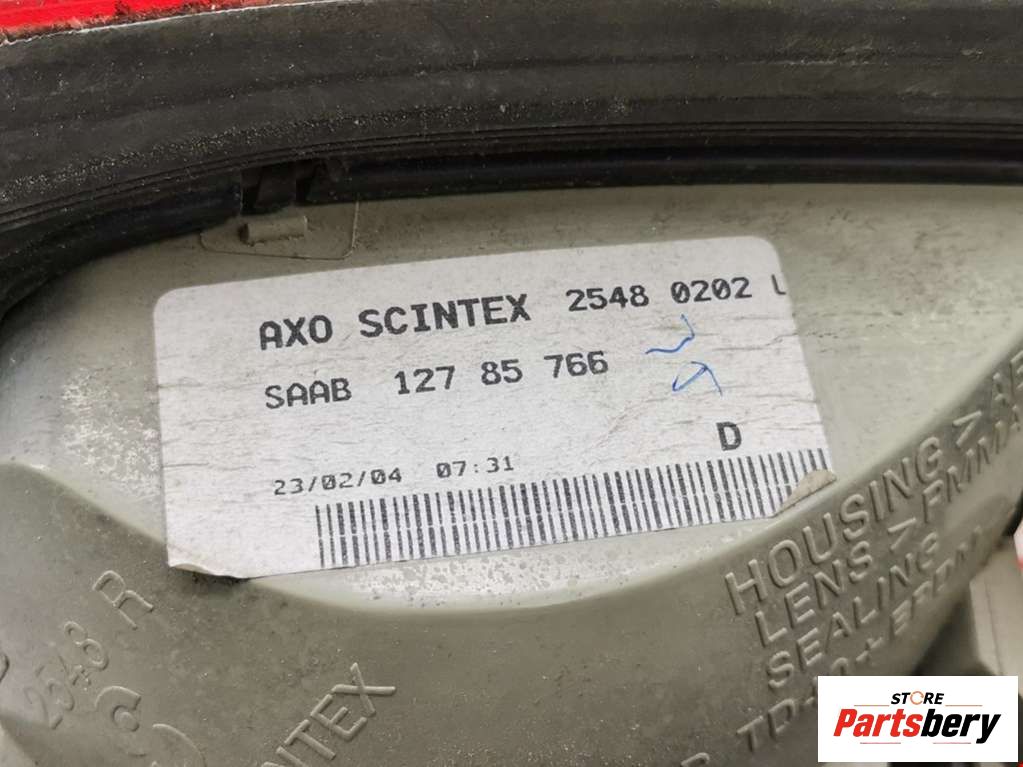 AXO SCINTEX 2548 0202
SAAB 127 85 766
D
23/02/04 07:31
HOUSING >
LENS > PMMA
SEALING
2548 R
STORE
Partsbery